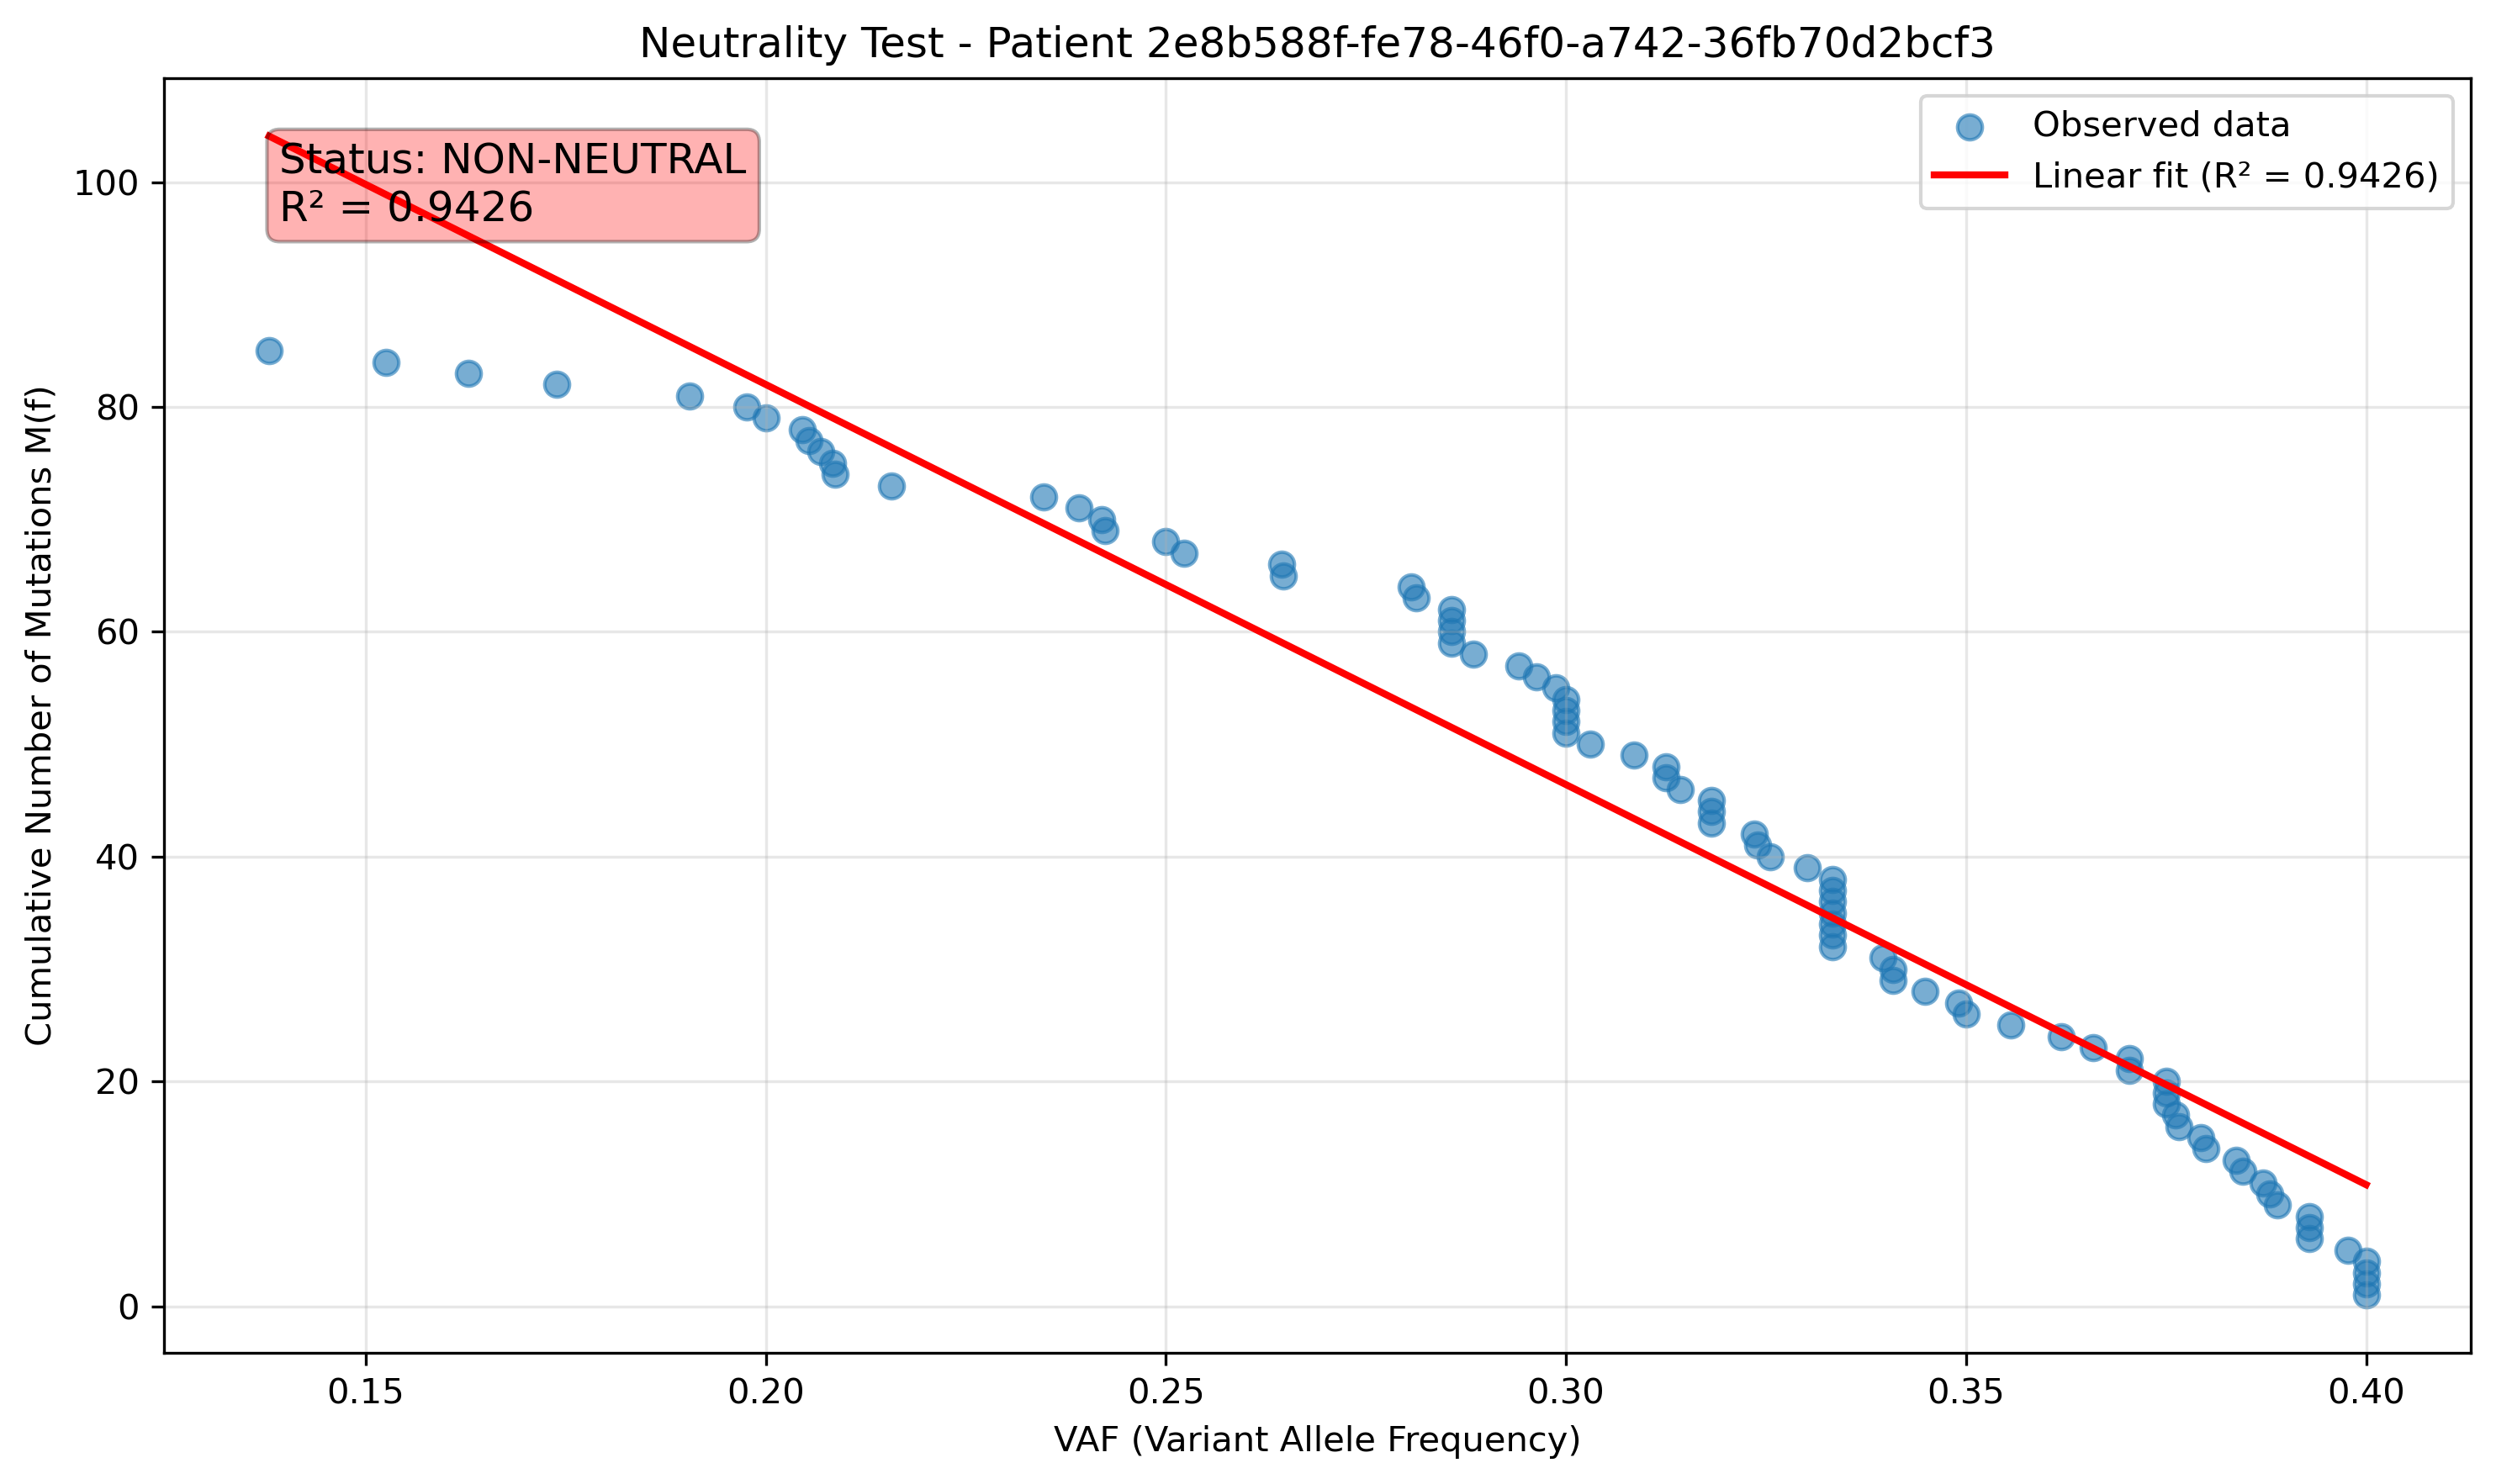 Neutrality Test - Patient 2e8b588f-fe78-46f0-a742-36fb70d2bcf3
Status: NON-NEUTRAL
R² = 0.9426
Observed data
Linear fit (R² = 0.9426)
Cumulative Number of Mutations M(f)
100
80
60
40
20
0
0.15
0.20
0.25
0.30
0.35
0.40
VAF (Variant Allele Frequency)